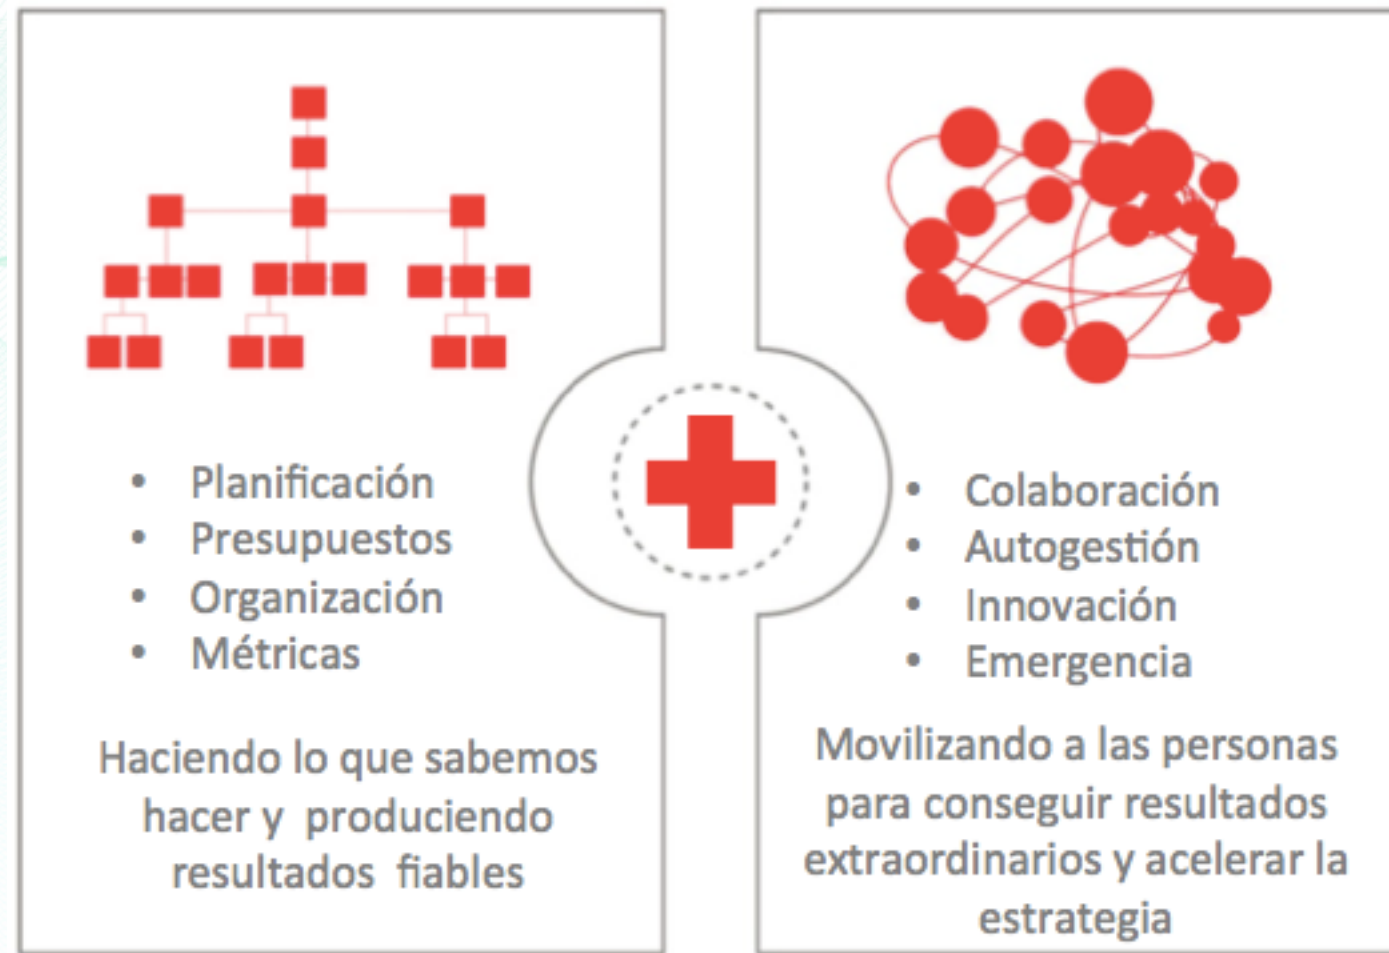 • Planificación
• Presupuestos
• Organización
• Métricas
Haciendo lo que sabemos
hacer y produciendo
resultados fiables
• Colaboración
• Autogestión
• Innovación
• Emergencia
Movilizando a las personas
para conseguir resultados
extraordinarios y acelerar la
estrategia